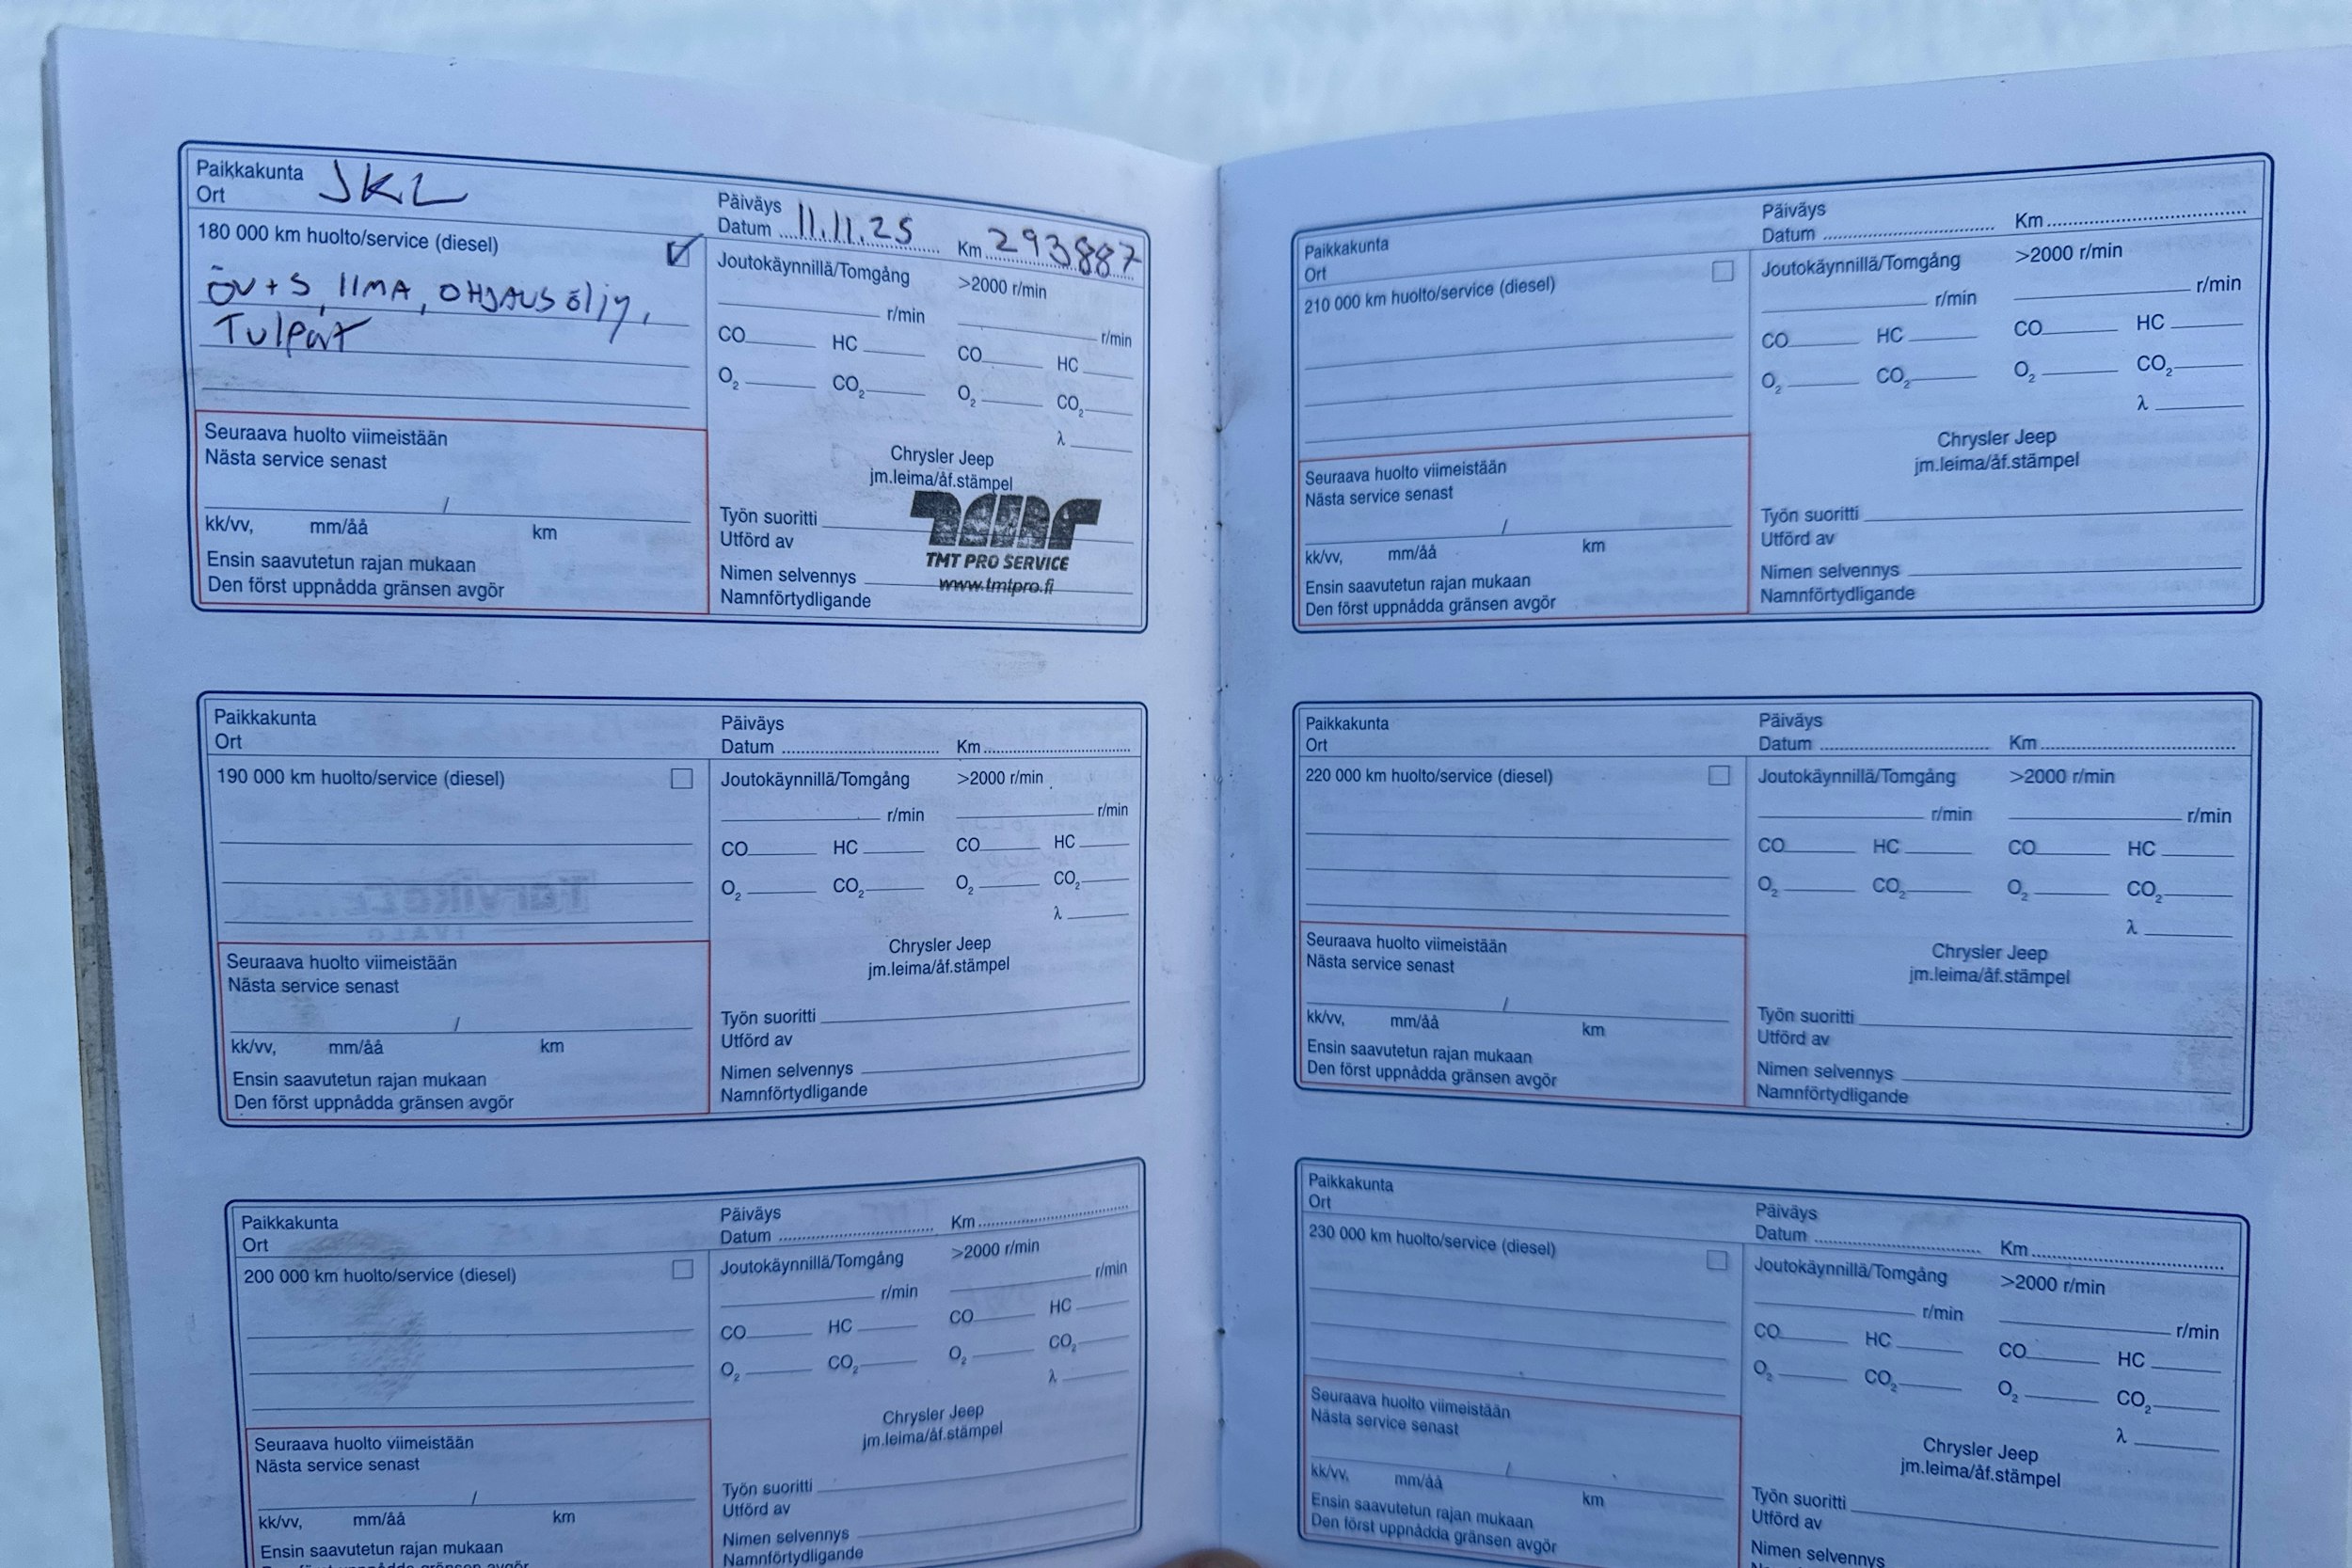 Paikkakunta JKL
Ort
Päiväys
Datum 11.11.25 Km 293887
180 000 km huolto/service (diesel)
ÖV+S, ILMA, OHJAUSÖljy,
Tulpat
Joutokäynnillä/Tomgång >2000 r/min
r/min r/min
CO HC CO HC
O₂ CO₂ O₂ CO₂
λ
Seuraava huolto viimeistään
Nästa service senast
/
kk/vv, mm/åå km
Ensin saavutetun rajan mukaan
Den först uppnådda gränsen avgör
Chrysler Jeep
jm.leima/åf.stämpel
Työn suoritti
Utförd av
TMT PRO SERVICE
Nimen selvennys www.tmtpro.fi
Namnförtydligande
Paikkakunta
Ort
Päiväys
Datum Km
190 000 km huolto/service (diesel)
Joutokäynnillä/Tomgång >2000 r/min
r/min r/min
CO HC CO HC
O₂ CO₂ O₂ CO₂
λ
Seuraava huolto viimeistään
Nästa service senast
/
kk/vv, mm/åå km
Ensin saavutetun rajan mukaan
Den först uppnådda gränsen avgör
Chrysler Jeep
jm.leima/åf.stämpel
Työn suoritti
Utförd av
Nimen selvennys
Namnförtydligande
Paikkakunta
Ort
Päiväys
Datum Km
200 000 km huolto/service (diesel)
Joutokäynnillä/Tomgång >2000 r/min
r/min r/min
CO HC CO HC
O₂ CO₂ O₂ CO₂
λ
Seuraava huolto viimeistään
Nästa service senast
/
kk/vv, mm/åå km
Ensin saavutetun rajan mukaan
Chrysler Jeep
jm.leima/åf.stämpel
Työn suoritti
Utförd av
Nimen selvennys
Namnförtydligande
Paikkakunta
Ort
Päiväys
Datum Km
210 000 km huolto/service (diesel)
Joutokäynnillä/Tomgång >2000 r/min
r/min r/min
CO HC CO HC
O₂ CO₂ O₂ CO₂
λ
Seuraava huolto viimeistään
Nästa service senast
/
kk/vv, mm/åå km
Ensin saavutetun rajan mukaan
Den först uppnådda gränsen avgör
Chrysler Jeep
jm.leima/åf.stämpel
Työn suoritti
Utförd av
Nimen selvennys
Namnförtydligande
Paikkakunta
Ort
Päiväys
Datum Km
220 000 km huolto/service (diesel)
Joutokäynnillä/Tomgång >2000 r/min
r/min r/min
CO HC CO HC
O₂ CO₂ O₂ CO₂
λ
Seuraava huolto viimeistään
Nästa service senast
/
kk/vv, mm/åå km
Ensin saavutetun rajan mukaan
Den först uppnådda gränsen avgör
Chrysler Jeep
jm.leima/åf.stämpel
Työn suoritti
Utförd av
Nimen selvennys
Namnförtydligande
Paikkakunta
Ort
Päiväys
Datum Km
230 000 km huolto/service (diesel)
Joutokäynnillä/Tomgång >2000 r/min
r/min r/min
CO HC CO HC
O₂ CO₂ O₂ CO₂
λ
Seuraava huolto viimeistään
Nästa service senast
/
kk/vv, mm/åå km
Ensin saavutetun rajan mukaan
Den först uppnådda gränsen avgör
Chrysler Jeep
jm.leima/åf.stämpel
Työn suoritti
Utförd av
Nimen selvennys